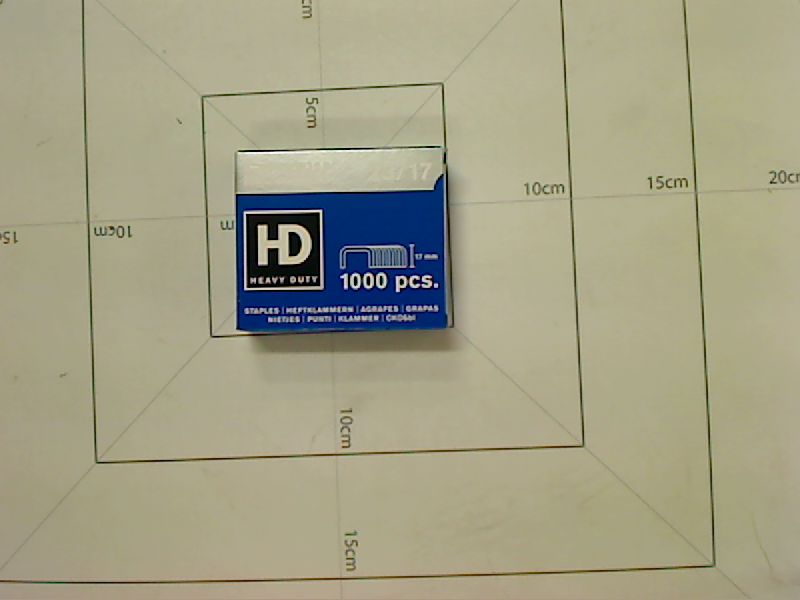 cm
5cm
23/17
10cm
15cm
20cm
15c
10cm
HD
HEAVY DUTY
17 mm
1000 pcs.
STAPLES | HEFTKLAMMERN | AGRAFES | GRAPAS
NIETJES | PUNTI | KLAMMER |
10cm
15cm